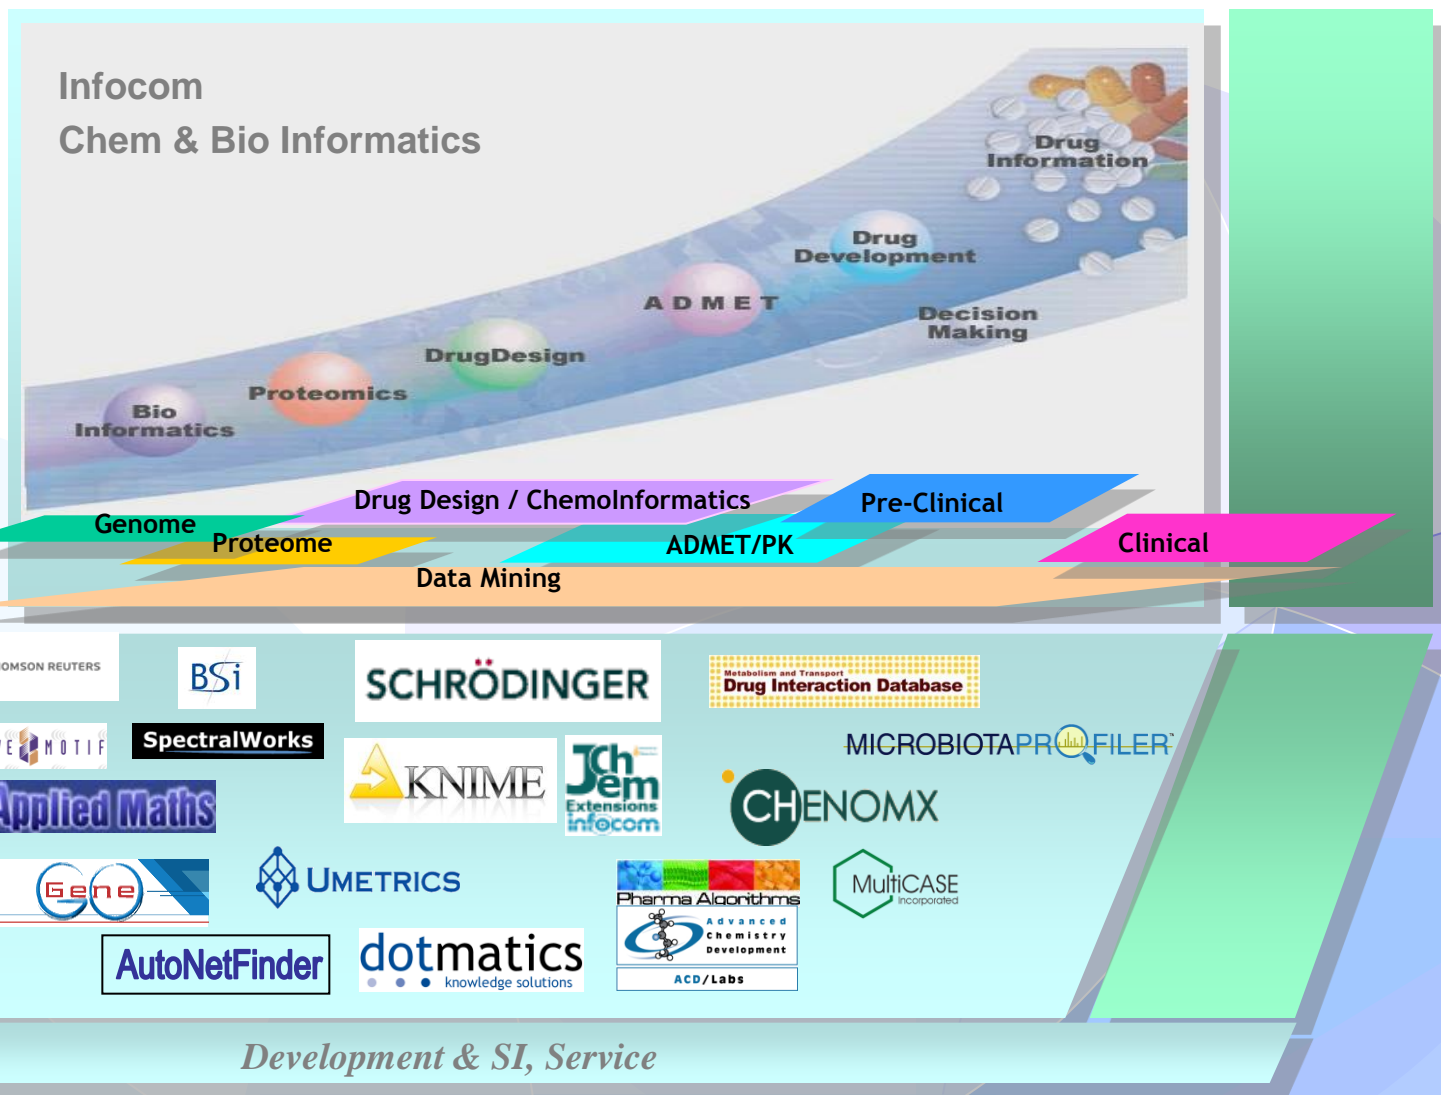 Infocom
Chem & Bio Informatics
Drug
Information
Drug
Development
A D M E T
Decision
Making
DrugDesign
Proteomics
Bio
Informatics
Drug Design / ChemoInformatics
Pre-Clinical
Genome
Proteome
ADMET/PK
Clinical
Data Mining
OMSON REUTERS
BSi
SCHRÖDINGER
Metabolism and Transport
Drug Interaction Database
VE MOTIF
SpectralWorks
MICROBIOTAPROFILER™
KNIME
JChem
Extensions
infocom
CHENOMX
Applied Maths
Gene
UMETRICS
Pharma Algorithms
MultiCASE
Incorporated
Advanced
Chemistry
Development
ACD/Labs
AutoNetFinder
dotmatics
knowledge solutions
Development & SI, Service